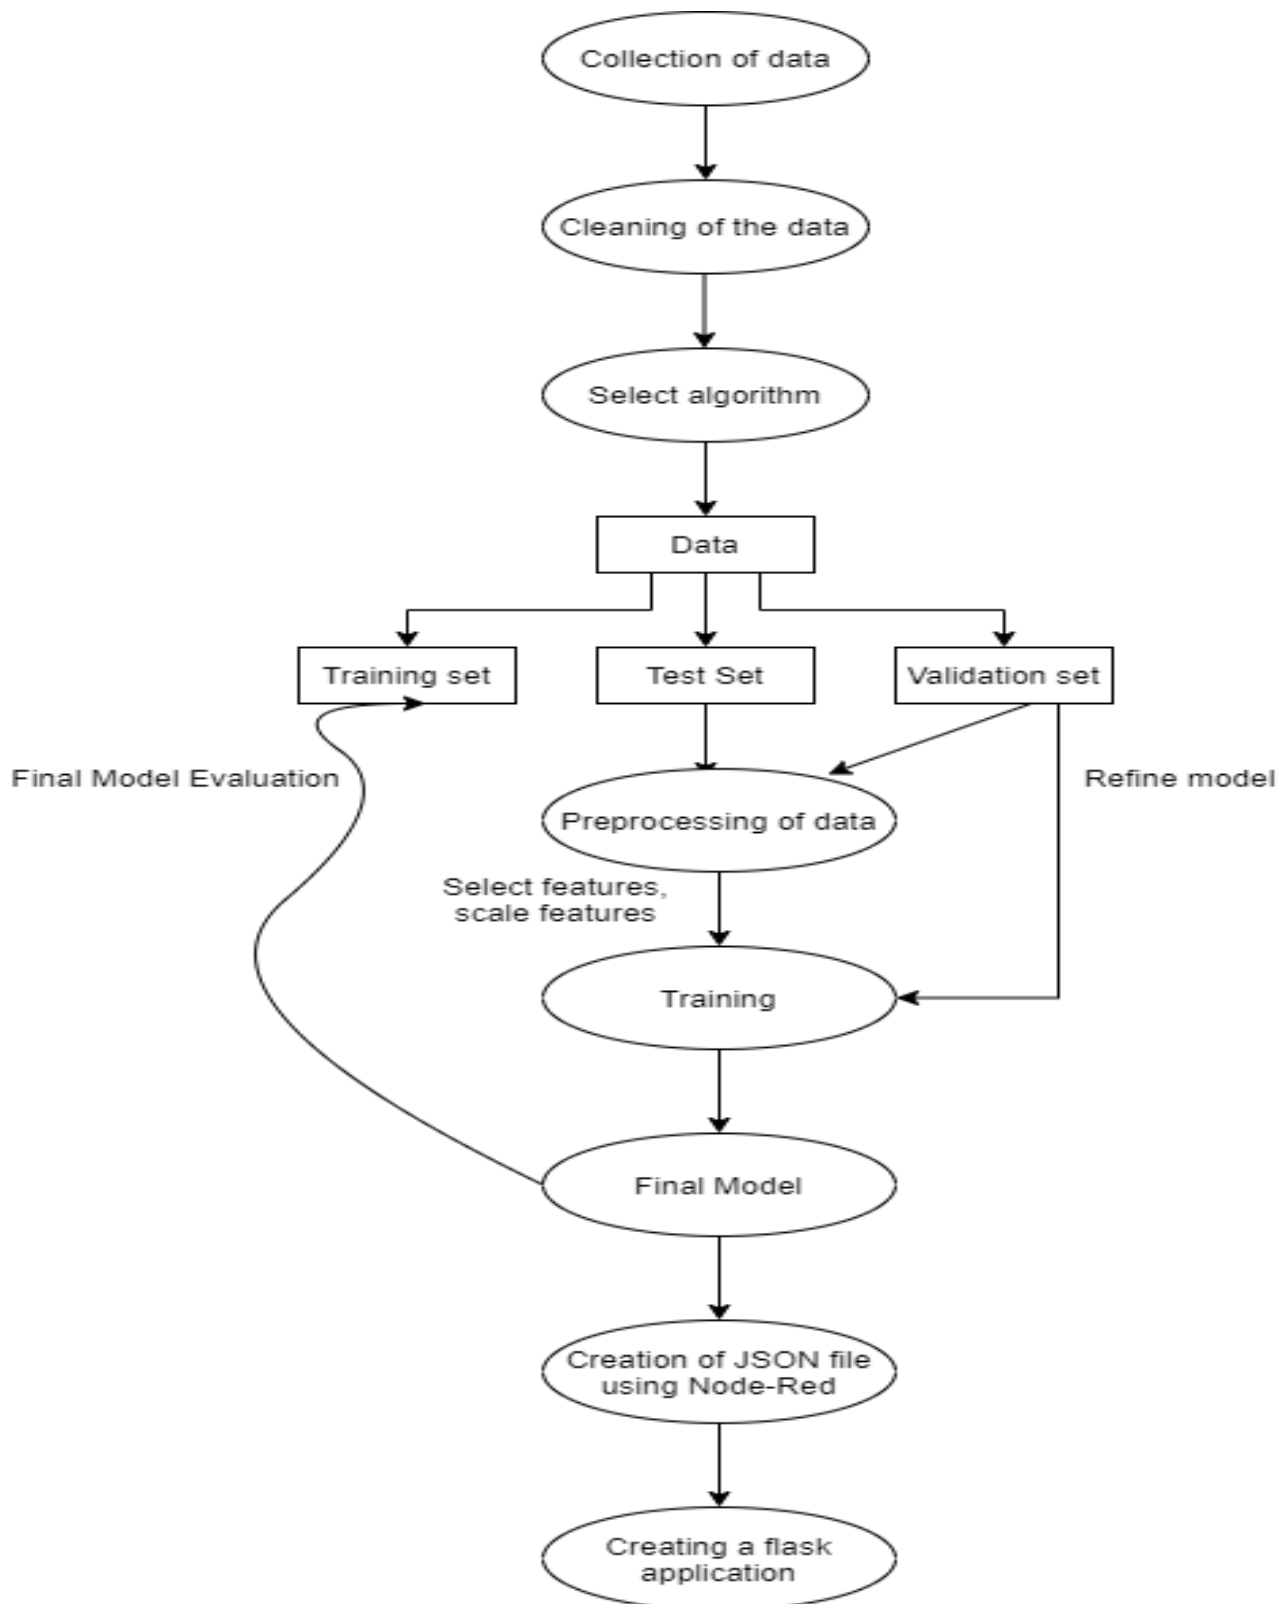 Collection of data
Cleaning of the data
Select algorithm
Data
Training set
Test Set
Validation set
Final Model Evaluation
Refine model
Preprocessing of data
Select features,
scale features
Training
Final Model
Creation of JSON file
using Node-Red
Creating a flask
application